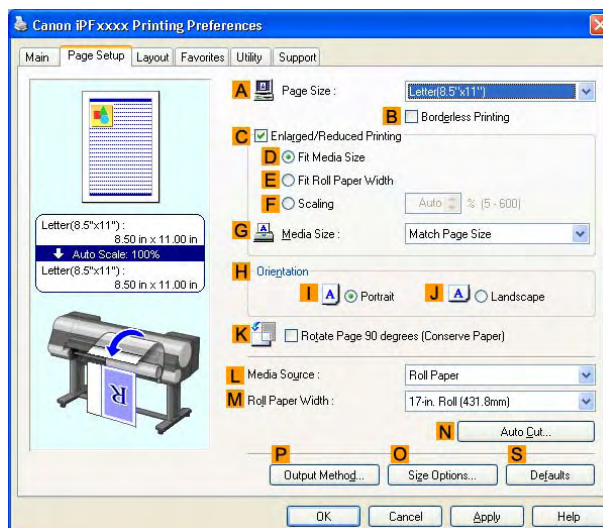 Canon iPFxxxx Printing Preferences
Main Page Setup Layout Favorites Utility Support
A Page Size : Letter(8.5"x11")
B Borderless Printing
C Enlarged/Reduced Printing
D Fit Media Size
E Fit Roll Paper Width
F Scaling Auto % (5 - 600)
G Media Size : Match Page Size
Letter(8.5"x11") :
8.50 in x 11.00 in
Auto Scale: 100%
Letter(8.5"x11") :
8.50 in x 11.00 in
H Orientation
I A Portrait J A Landscape
K Rotate Page 90 degrees (Conserve Paper)
R
L Media Source : Roll Paper
M Roll Paper Width : 17-in. Roll (431.8mm)
N Auto Cut...
P O S
Output Method... Size Options... Defaults
OK Cancel Apply Help